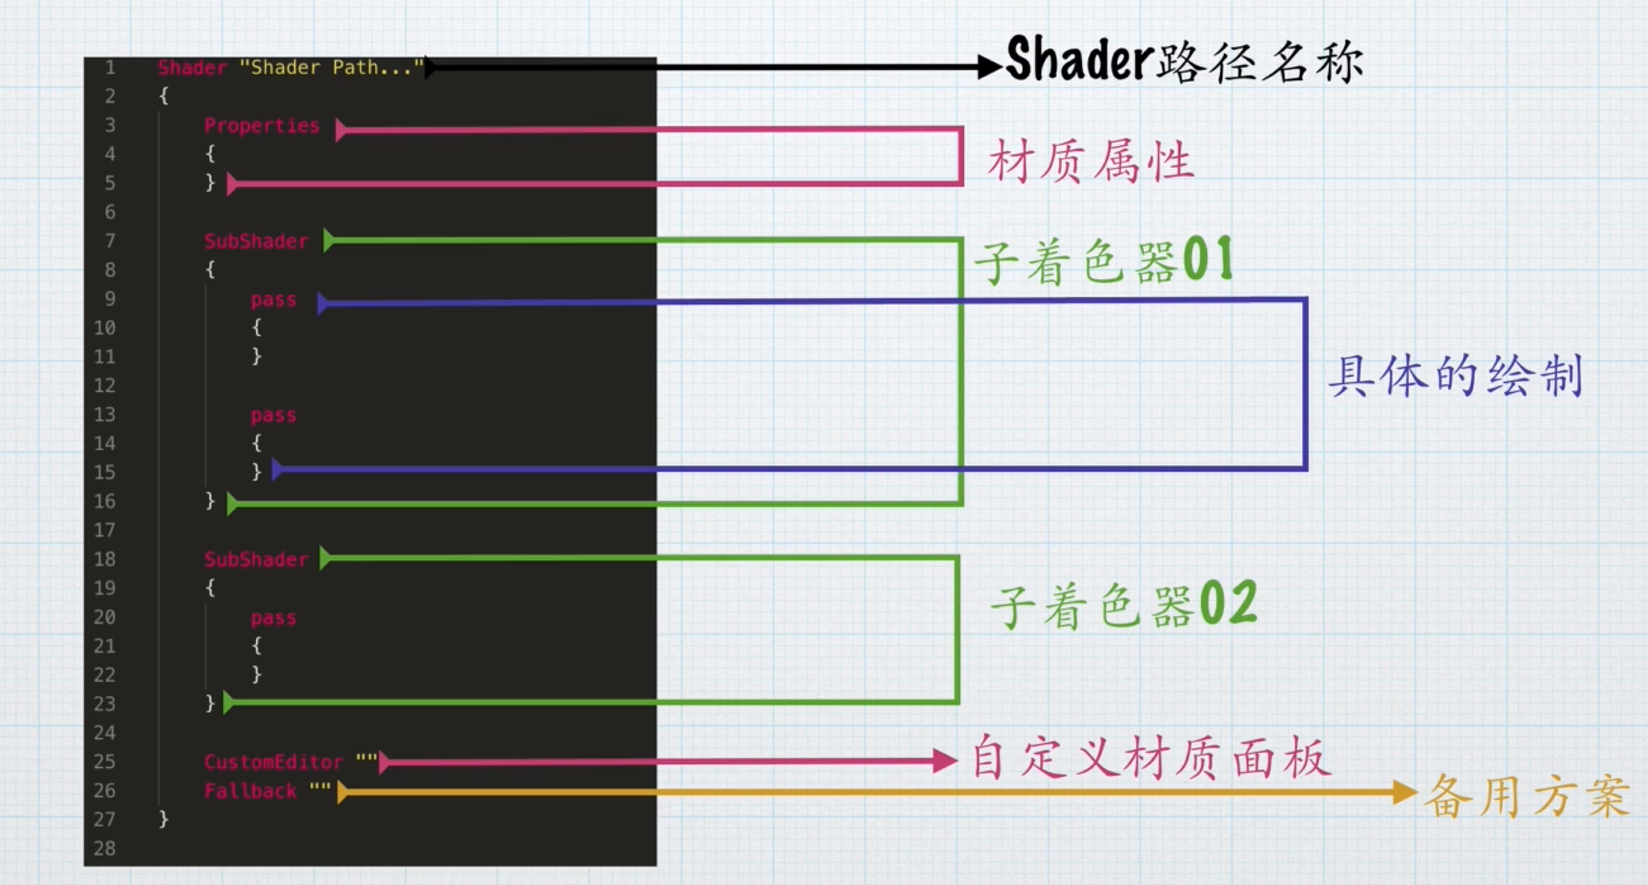 1 Shader "Shader Path..." Shader路径名称
2 {
3 Properties
4 {
材质属性
5 }
6
7 SubShader
子着色器01
8 {
9 pass
10 {
11 }
具体的绘制
12
13 pass
14 {
15 }
16 }
17
18 SubShader
19 {
子着色器02
20 pass
21 {
22 }
23 }
24
25 CustomEditor "" 自定义材质面板
26 Fallback "" 备用方案
27 }
28